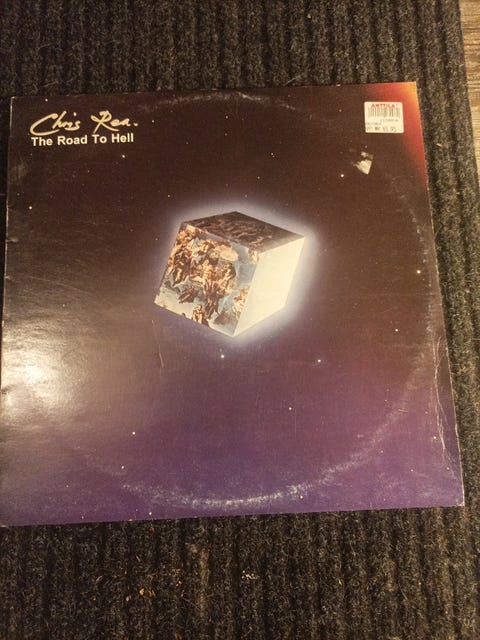 Chris Rea.
The Road To Hell
ANTTILA